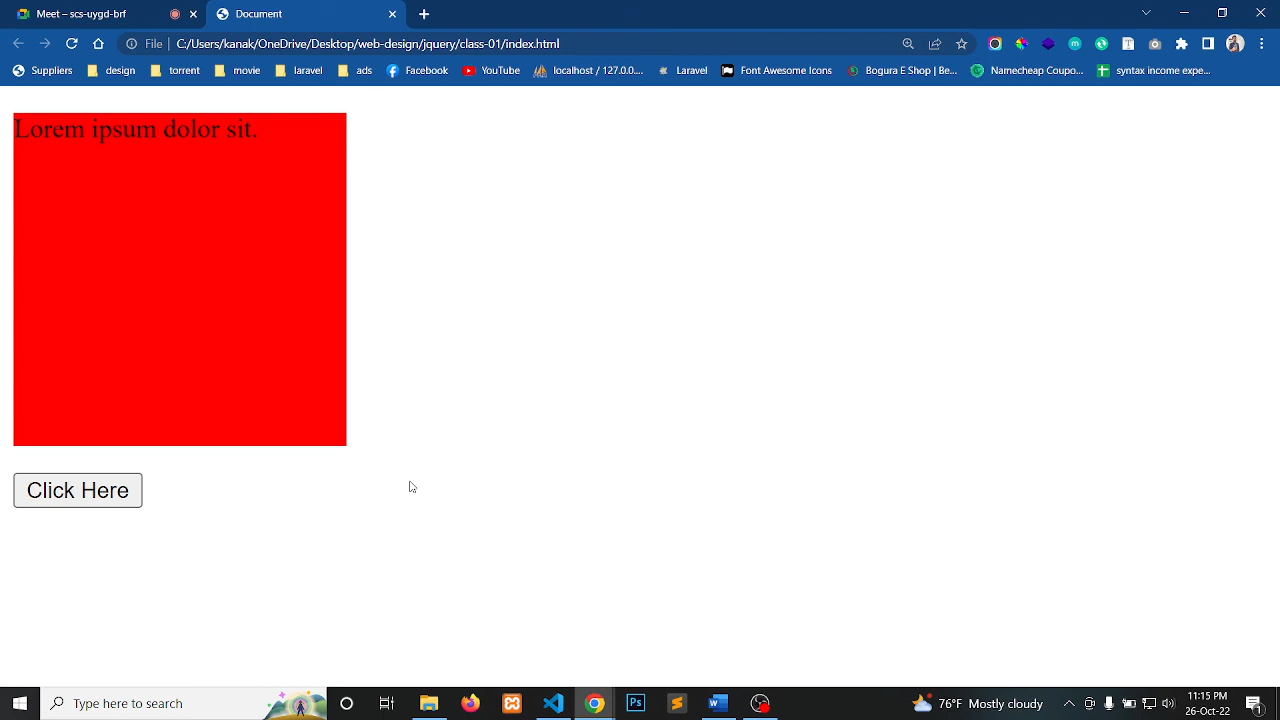 Meet – scs-uygd-brf
Document
File
C:/Users/kanak/OneDrive/Desktop/web-design/jquery/class-01/index.html
Suppliers
design
torrent
movie
laravel
ads
Facebook
YouTube
localhost / 127.0.0...
Laravel
Font Awesome Icons
Bogura E Shop | Be...
Namecheap Coupo...
syntax income expe...
Lorem ipsum dolor sit.
Click Here
Type here to search
Ps
76°F Mostly cloudy
11:15 PM
26-Oct-22